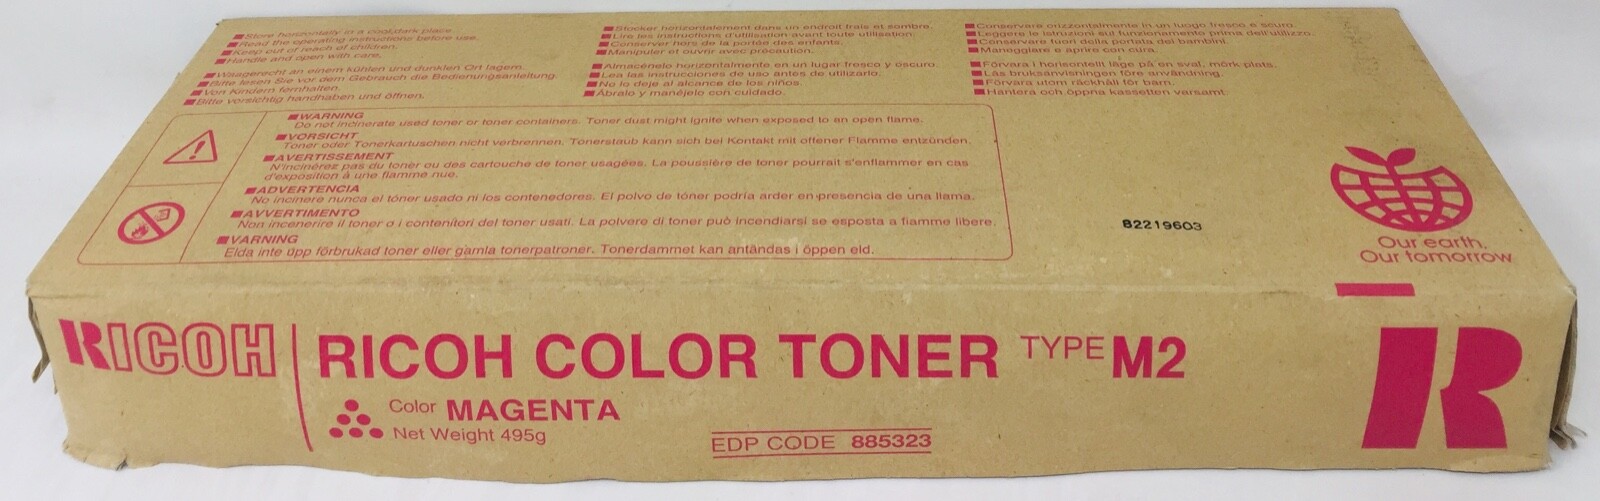 ■Store horizontally in a cool,dark place.
■Read the operating instructions before use.
■Keep out of reach of children.
■Handle and open with care.
■Waagerecht an einem kühlen und dunklen Ort lagern.
■Bitte lesen Sie vor dem Gebrauch die Bedienungsanleitung.
■Von Kindern fernhalten.
■Bitte vorsichtig handhaben und öffnen.
■Stocker horizontalement dans un endroit frais et sombre.
■Lire les instructions d'utilisation avant toute utilisation.
■Conserver hors de la portée des enfants.
■Manipuler et ouvrir avec précaution.
■Almacénelo horizontalmente en un lugar fresco y oscuro.
■Lea las instrucciones de uso antes de utilizarlo.
■No lo deje al alcance de los niños.
■Ábralo y manéjelo con cuidado.
■Conservare orizzontalmente in un luogo fresco e scuro.
■Leggere le istruzioni sul funzionamento prima dell'utilizzo.
■Conservare fuori dalla portata dei bambini.
■Maneggiare e aprire con cura.
■Förvara i horisontellt läge på en sval, mörk plats.
■Läs bruksanvisningen före användning.
■Förvara utom räckhåll för barn.
■Hantera och öppna kassetten varsamt.
■WARNING
Do not incinerate used toner or toner containers. Toner dust might ignite when exposed to an open flame.
■VORSICHT
Toner oder Tonerkartuschen nicht verbrennen. Tonerstaub kann sich bei Kontakt mit offener Flamme entzünden.
■AVERTISSEMENT
N'incinérez pas du toner ou des cartouche de toner usagées. La poussière de toner pourrait s'enflammer en cas
d'exposition à une flamme nue.
■ADVERTENCIA
No incinere nunca el tóner usado ni los contenedores. El polvo de tóner podría arder en presencia de una llama.
■AVVERTIMENTO
Non incenerire il toner o i contenitori del toner usati. La polvere di toner può incendiarsi se esposta a fiamme libere.
■VARNING
Elda inte upp förbrukad toner eller gamla tonerpatroner. Tonerdammet kan antändas i öppen eld.
82219603
Our earth.
Our tomorrow
RICOH
RICOH COLOR TONER TYPE M2
Color MAGENTA
Net Weight 495g
EDP CODE 885323
R